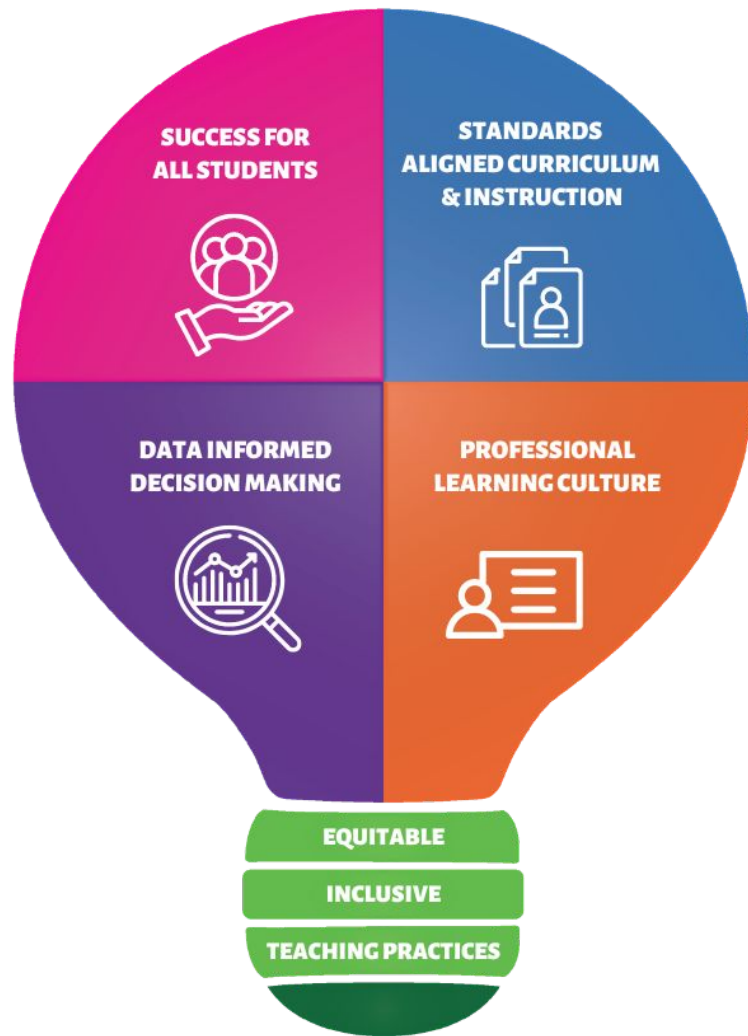 SUCCESS FOR
ALL STUDENTS
STANDARDS
ALIGNED CURRICULUM
& INSTRUCTION
DATA INFORMED
DECISION MAKING
PROFESSIONAL
LEARNING CULTURE
EQUITABLE
INCLUSIVE
TEACHING PRACTICES